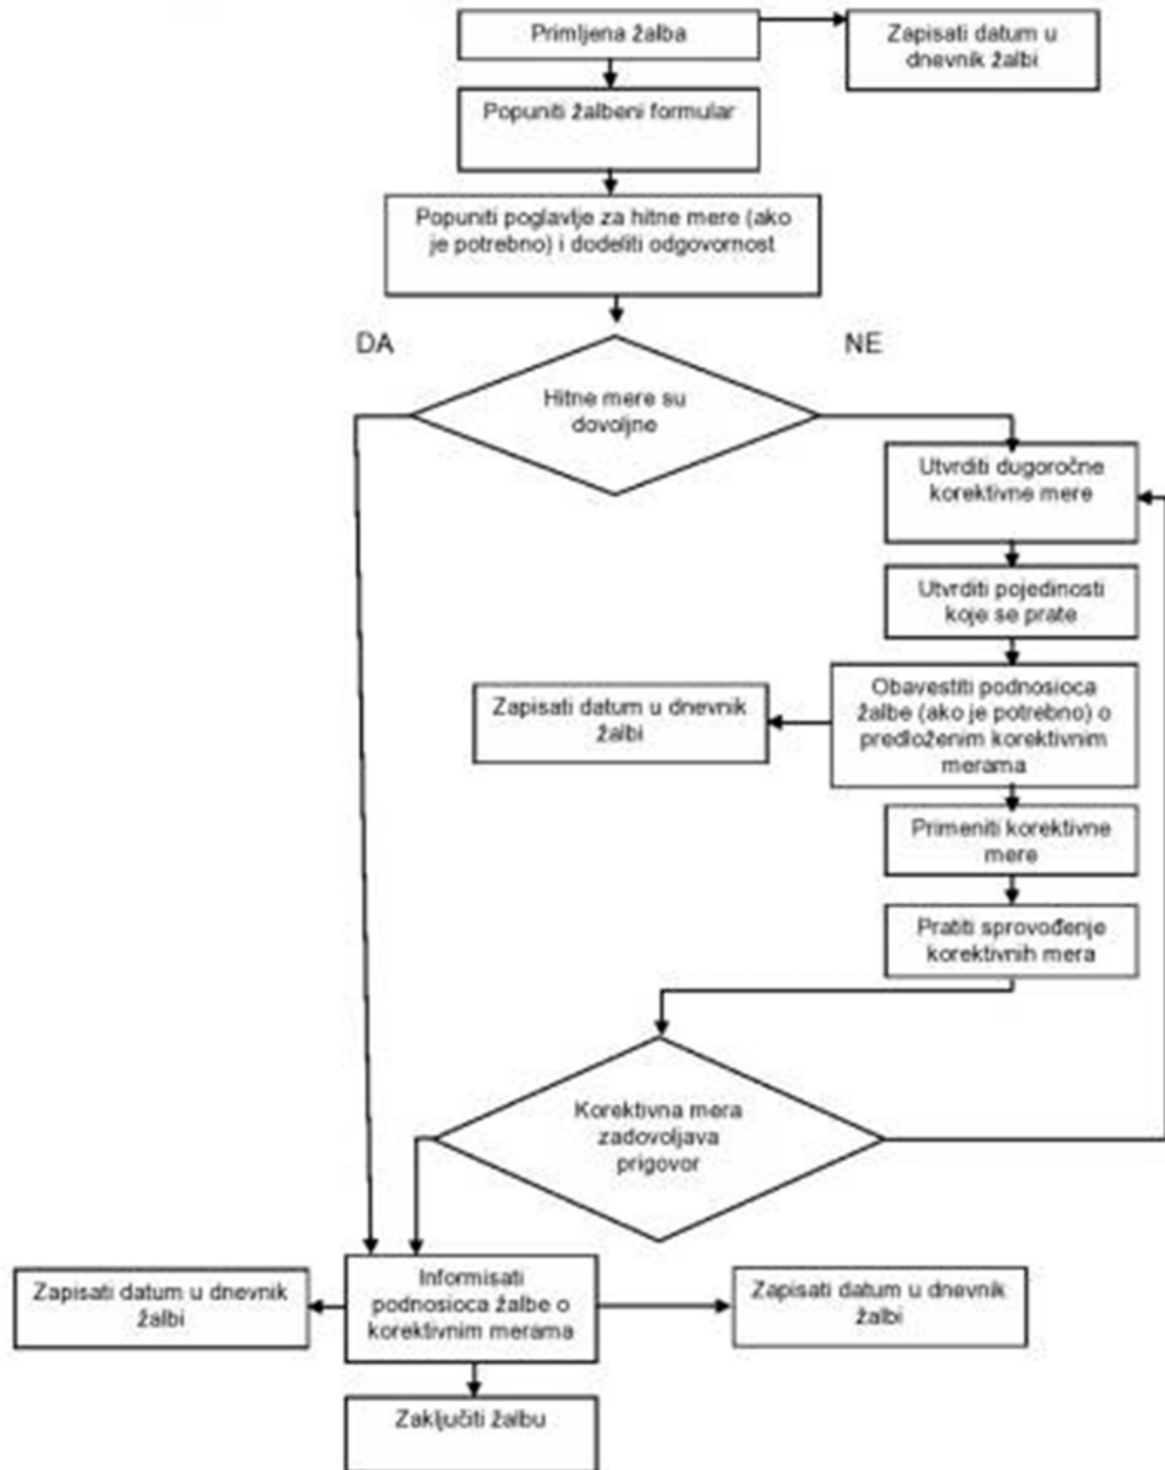 Primljena žalba
Zapisati datum u
dnevnik žalbi
Popuniti žalbeni formular
Popuniti poglavlje za hitne mere (ako
je potrebno) i dodeliti odgovornost
DA
NE
Hitne mere su
dovoljne
Utvrditi dugoročne
korektivne mere
Utvrditi pojedinosti
koje se prate
Obavestiti podnosioca
žalbe (ako je potrebno) o
predloženim korektivnim
merama
Zapisati datum u dnevnik
žalbi
Primeniti korektivne
mere
Pratiti sprovođenje
korektivnih mera
Korektivna mera
zadovoljava
prigovor
Zapisati datum u dnevnik
žalbi
Informisati
podnosioca žalbe o
korektivnim merama
Zapisati datum u dnevnik
žalbi
Zaključiti žalbu